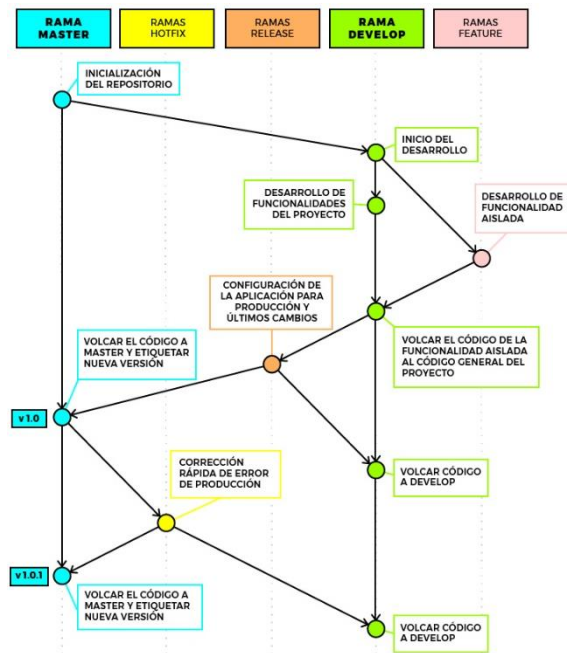 RAMA
MASTER
RAMAS
HOTFIX
RAMAS
RELEASE
RAMA
DEVELOP
RAMAS
FEATURE
INICIALIZACIÓN
DEL REPOSITORIO
INICIO DEL
DESARROLLO
DESARROLLO DE
FUNCIONALIDADES
DEL PROYECTO
DESARROLLO DE
FUNCIONALIDAD
AISLADA
CONFIGURACIÓN DE
LA APLICACIÓN PARA
PRODUCCIÓN Y
ÚLTIMOS CAMBIOS
VOLCAR EL CÓDIGO A
MASTER Y ETIQUETAR
NUEVA VERSIÓN
VOLCAR EL CÓDIGO DE LA
FUNCIONALIDAD AISLADA
AL CÓDIGO GENERAL DEL
PROYECTO
v 1.0
CORRECCIÓN
RÁPIDA DE ERROR
DE PRODUCCIÓN
VOLCAR CÓDIGO
A DEVELOP
v 1.0.1
VOLCAR EL CÓDIGO A
MASTER Y ETIQUETAR
NUEVA VERSIÓN
VOLCAR CÓDIGO
A DEVELOP